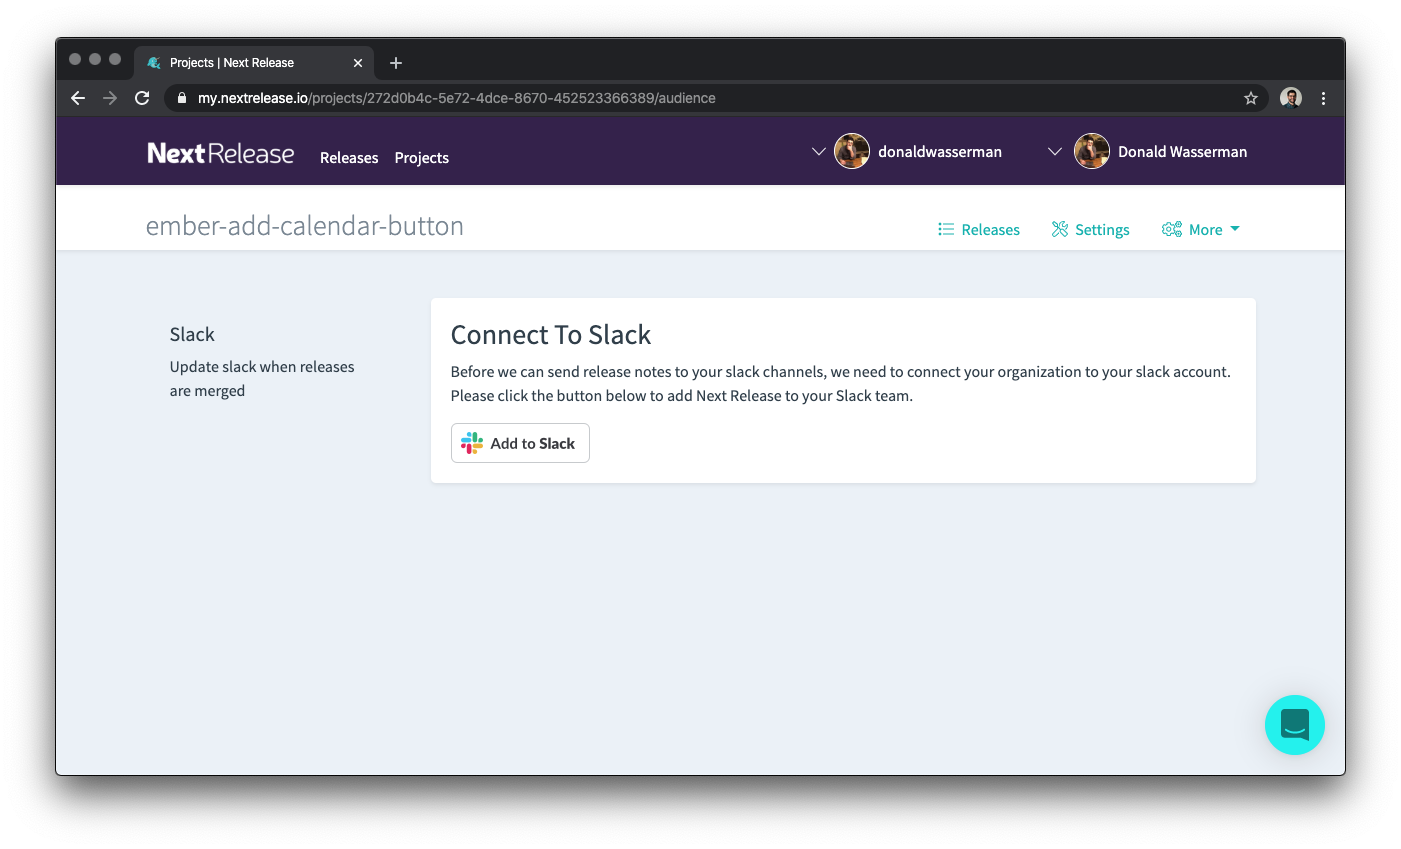 Projects | Next Release
my.nextrelease.io/projects/272d0b4c-5e72-4dce-8670-452523366389/audience
NextRelease Releases Projects donaldwasserman Donald Wasserman
ember-add-calendar-button Releases Settings More
Slack
Update slack when releases
are merged
Connect To Slack
Before we can send release notes to your slack channels, we need to connect your organization to your slack account.
Please click the button below to add Next Release to your Slack team.
Add to Slack